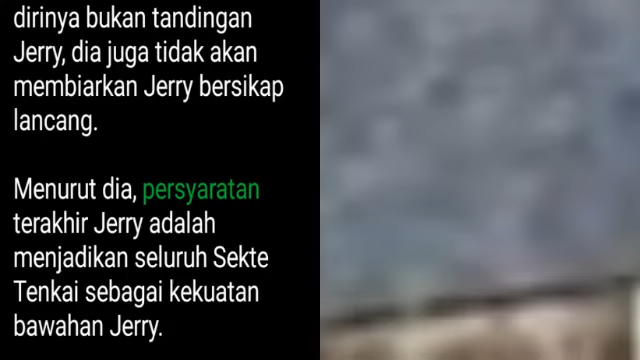 dirinya bukan tandingan
Jerry, dia juga tidak akan
membiarkan Jerry bersikap
lancang.
Menurut dia, persyaratan
terakhir Jerry adalah
menjadikan seluruh Sekte
Tenkai sebagai kekuatan
bawahan Jerry.